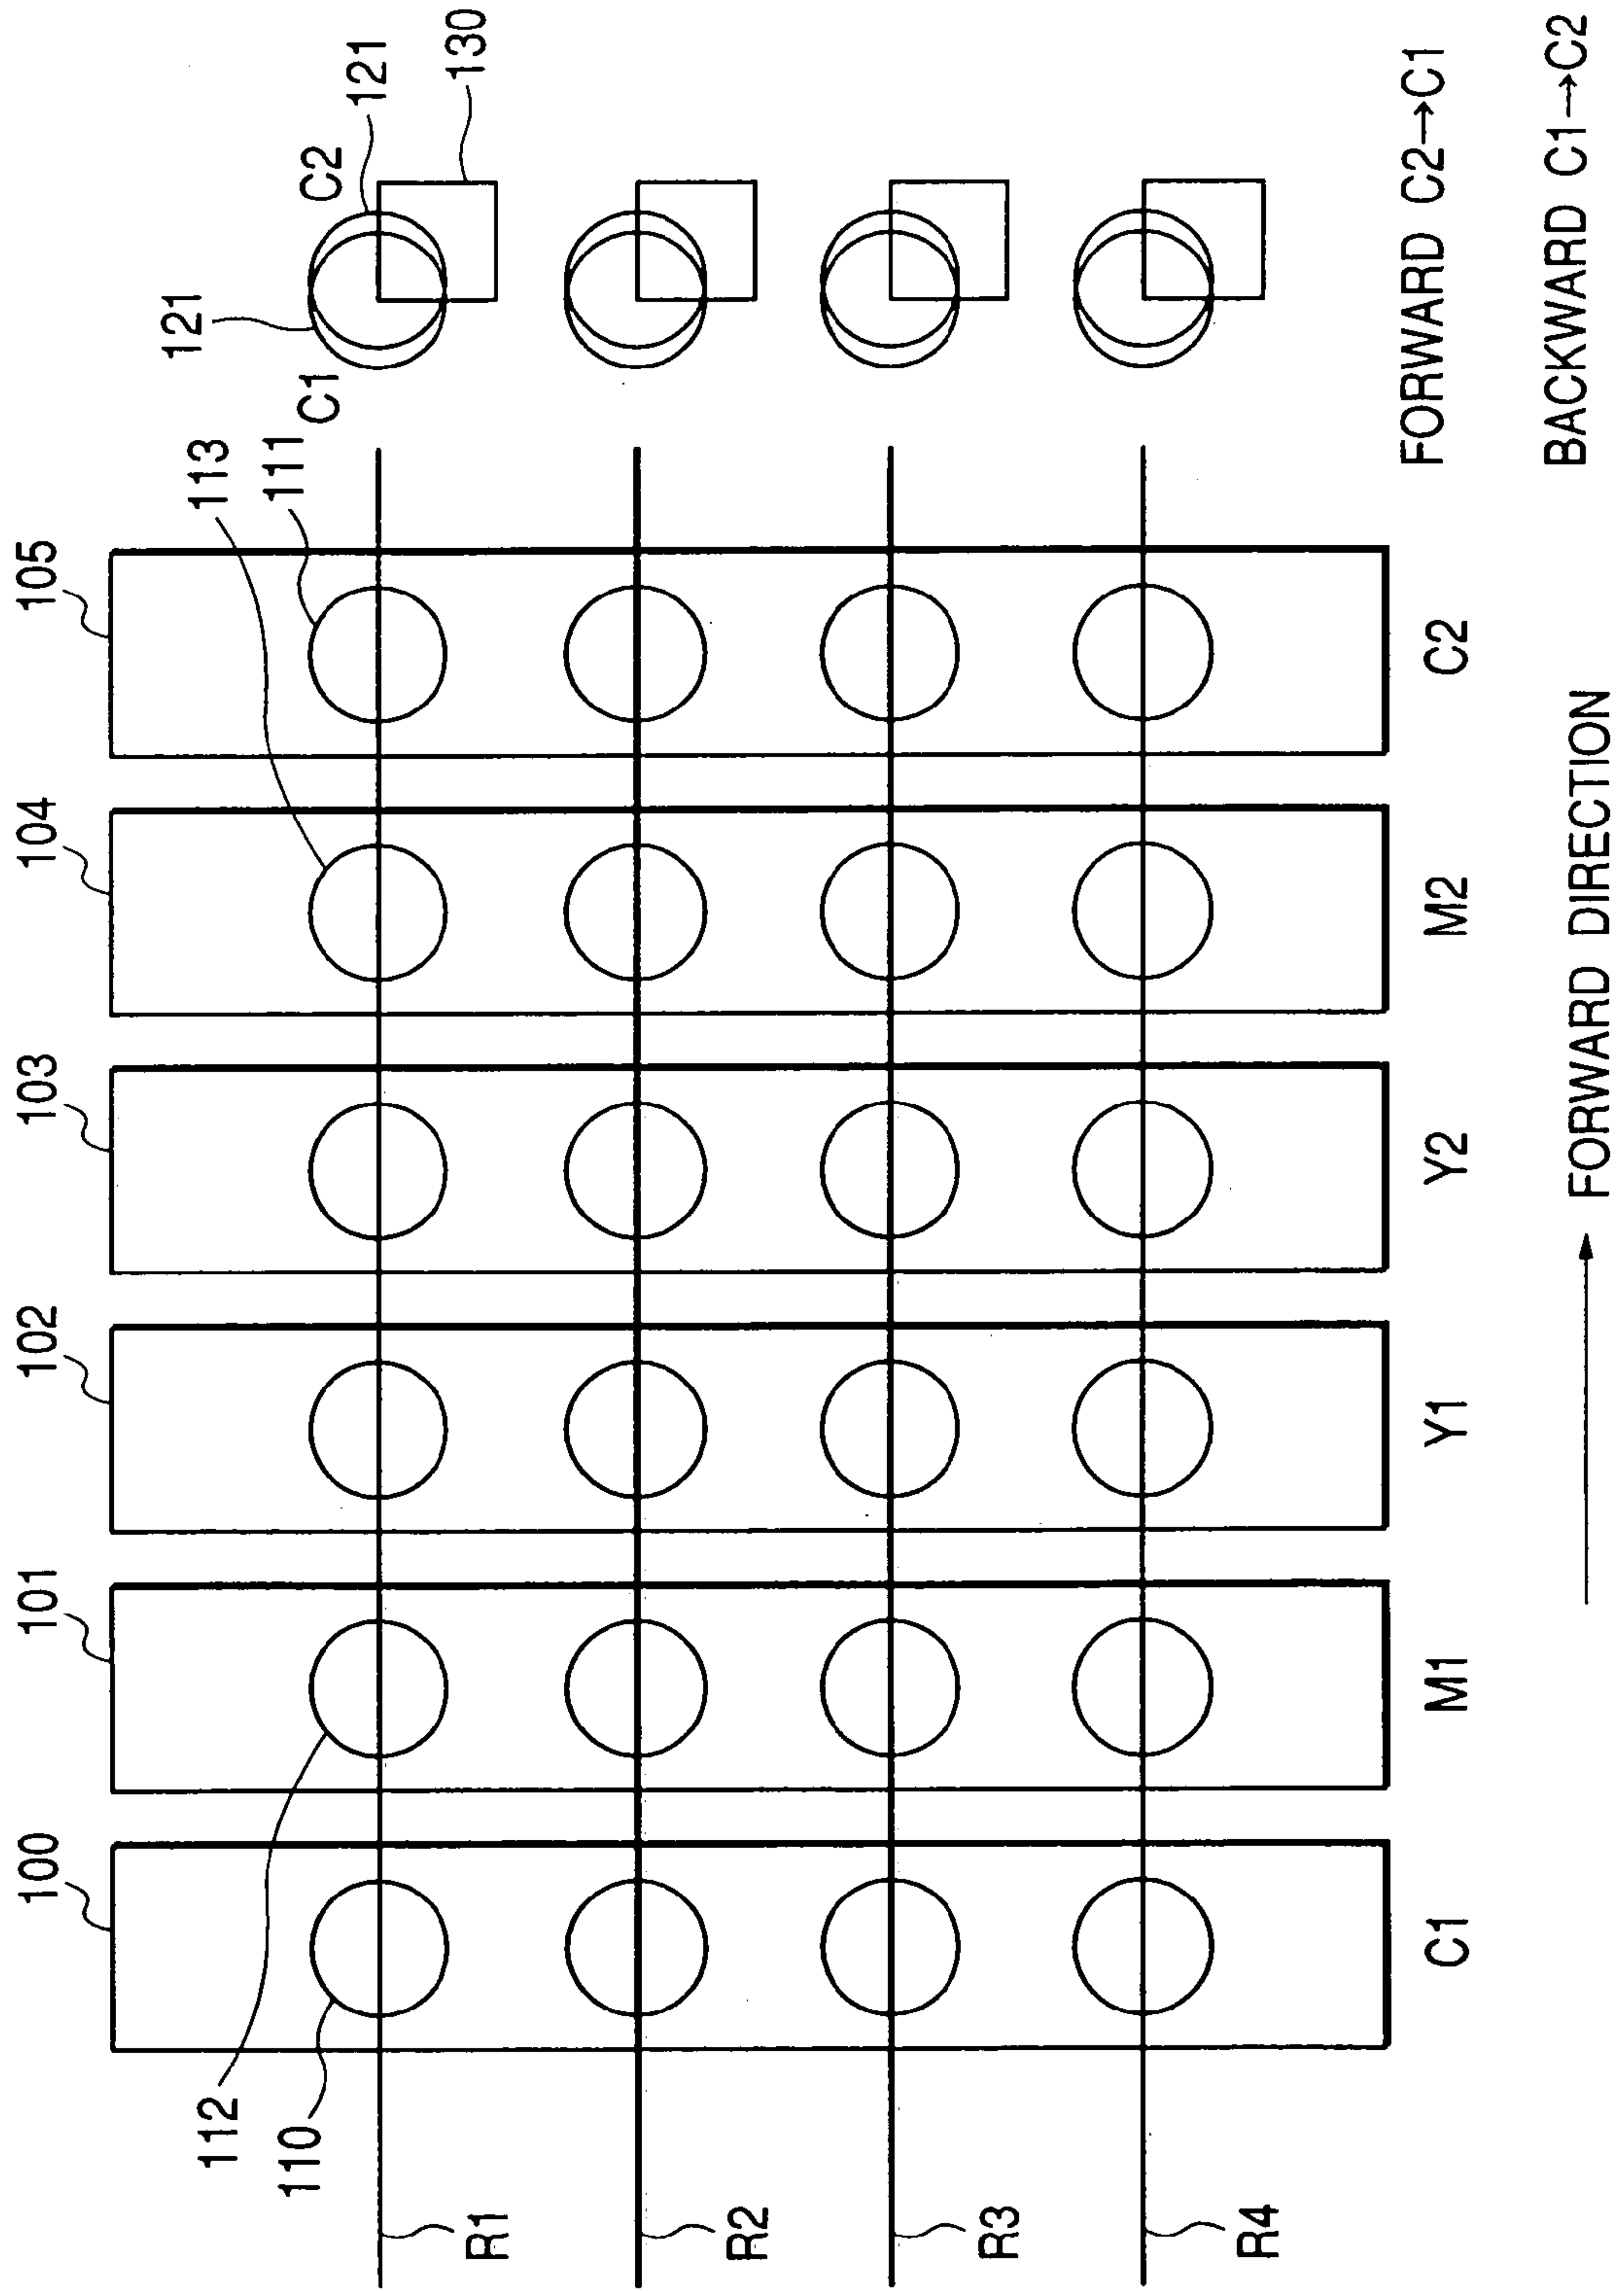 100
101
102
103
104
105
112
110
113
111
C1
121
C2
121
130
R1
R2
R3
R4
C1
M1
Y1
Y2
M2
C2
FORWARD DIRECTION
FORWARD C2→C1
BACKWARD C1→C2